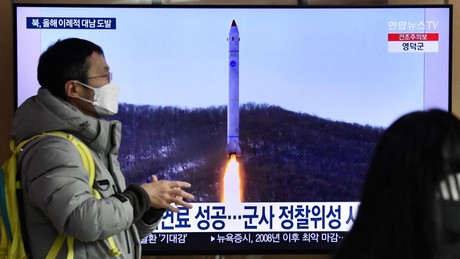 북, 올해 이례적 대남 도발
연합뉴스TV
건조주의보
영덕군
성공…군사 정찰위성
뉴욕증시, 2008년 이후 최악 마감